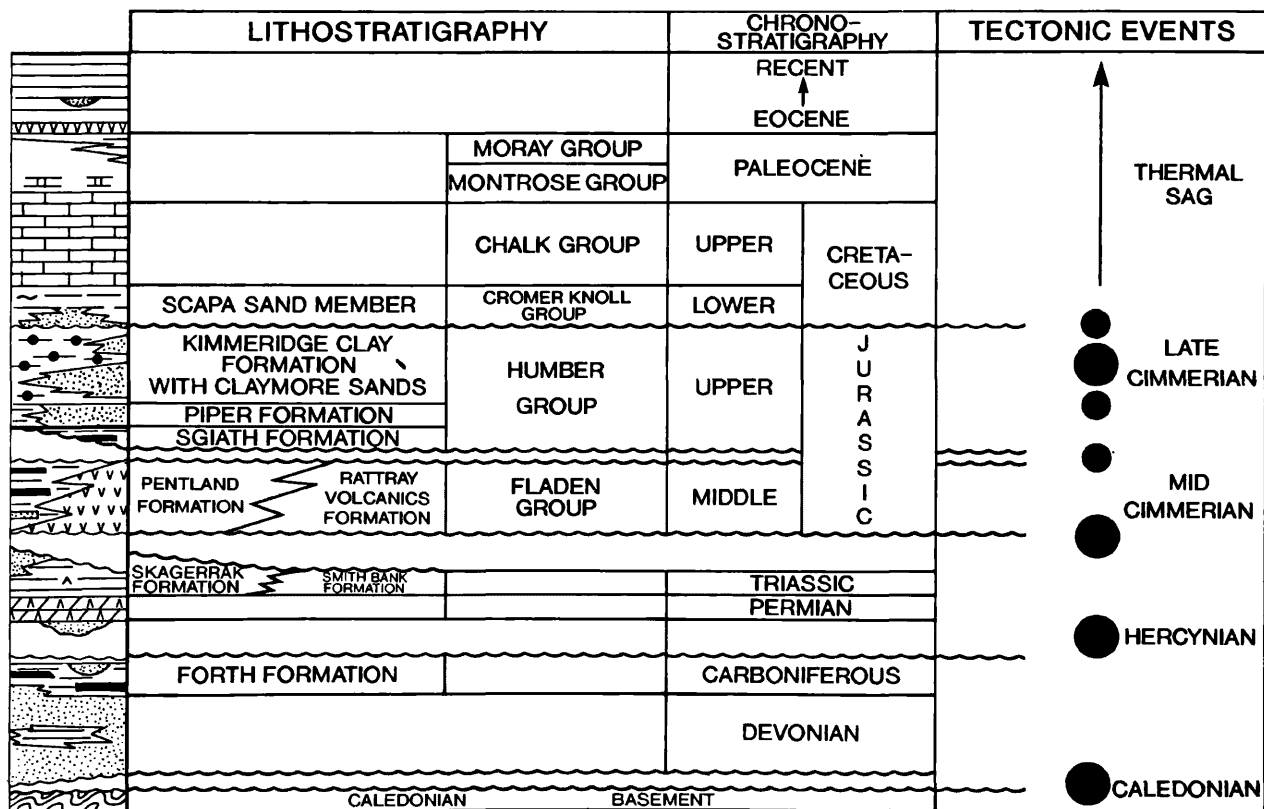 LITHOSTRATIGRAPHY
CHRONO-
STRATIGRAPHY
TECTONIC EVENTS
RECENT
EOCENE
MORAY GROUP
MONTROSE GROUP
PALEOCENE
THERMAL
SAG
CHALK GROUP
UPPER
CRETA-
CEOUS
SCAPA SAND MEMBER
CROMER KNOLL
GROUP
LOWER
KIMMERIDGE CLAY
FORMATION
WITH CLAYMORE SANDS
PIPER FORMATION
SGIATH FORMATION
HUMBER
GROUP
UPPER
JURASSIC
LATE
CIMMERIAN
PENTLAND
FORMATION
RATTRAY
VOLCANICS
FORMATION
FLADEN
GROUP
MIDDLE
MID
CIMMERIAN
SKAGERRAK
FORMATION
SMITH BANK
FORMATION
TRIASSIC
PERMIAN
HERCYNIAN
FORTH FORMATION
CARBONIFEROUS
DEVONIAN
CALEDONIAN
CALEDONIAN BASEMENT